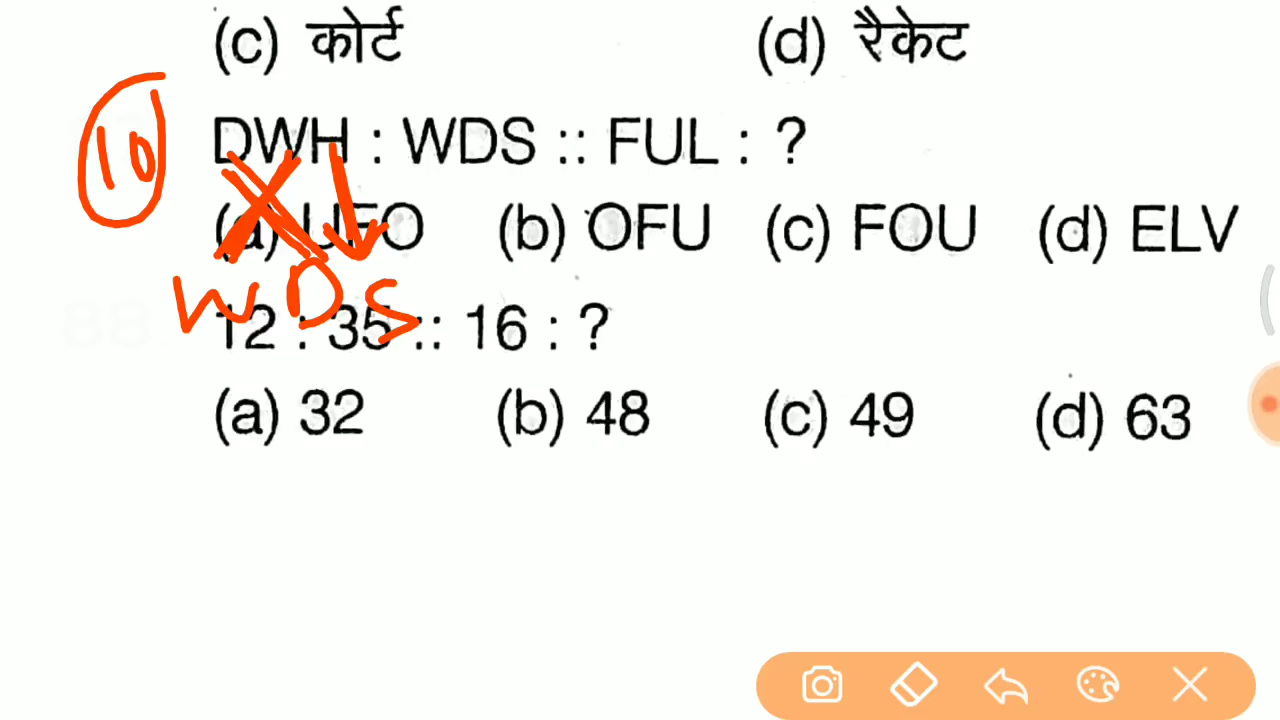 (c) कोर्ट (d) रैकेट
10 DWH : WDS :: FUL : ?
(a) UFO (b) OFU (c) FOU (d) ELV
WDS
12 : 35 :: 16 : ?
(a) 32 (b) 48 (c) 49 (d) 63